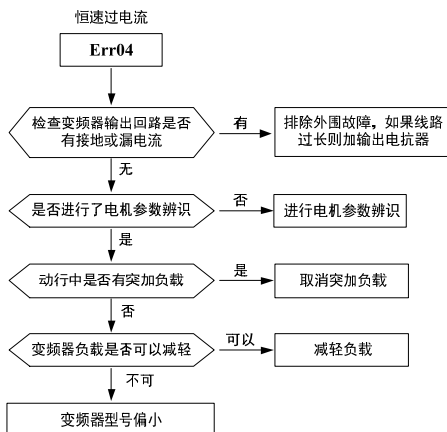 恒速过电流
Err04
检查变频器输出回路是否
有接地或漏电流
有
排除外围故障，如果线路
过长则加输出电抗器
无
是否进行了电机参数辨识
否
进行电机参数辨识
是
动行中是否有突加负载
是
取消突加负载
否
变频器负载是否可以减轻
可以
减轻负载
不可
变频器型号偏小